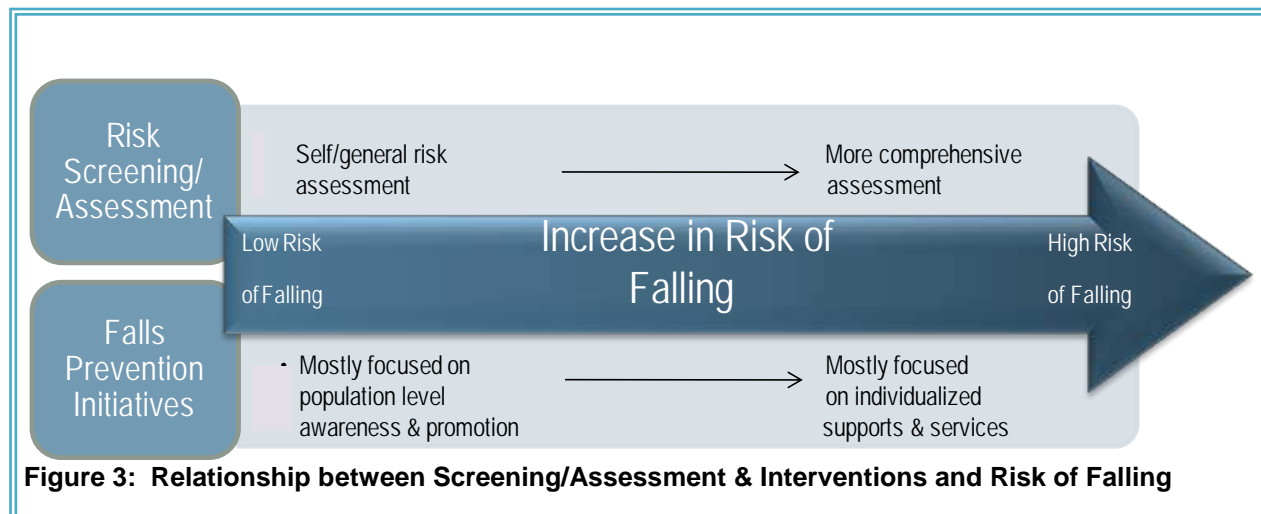 Risk
Screening/
Assessment
Self/general risk
assessment
More comprehensive
assessment
Low Risk
of Falling
Increase in Risk of
Falling
High Risk
of Falling
Falls
Prevention
Initiatives
· Mostly focused on
population level
awareness & promotion
Mostly focused
on individualized
supports & services
Figure 3: Relationship between Screening/Assessment & Interventions and Risk of Falling